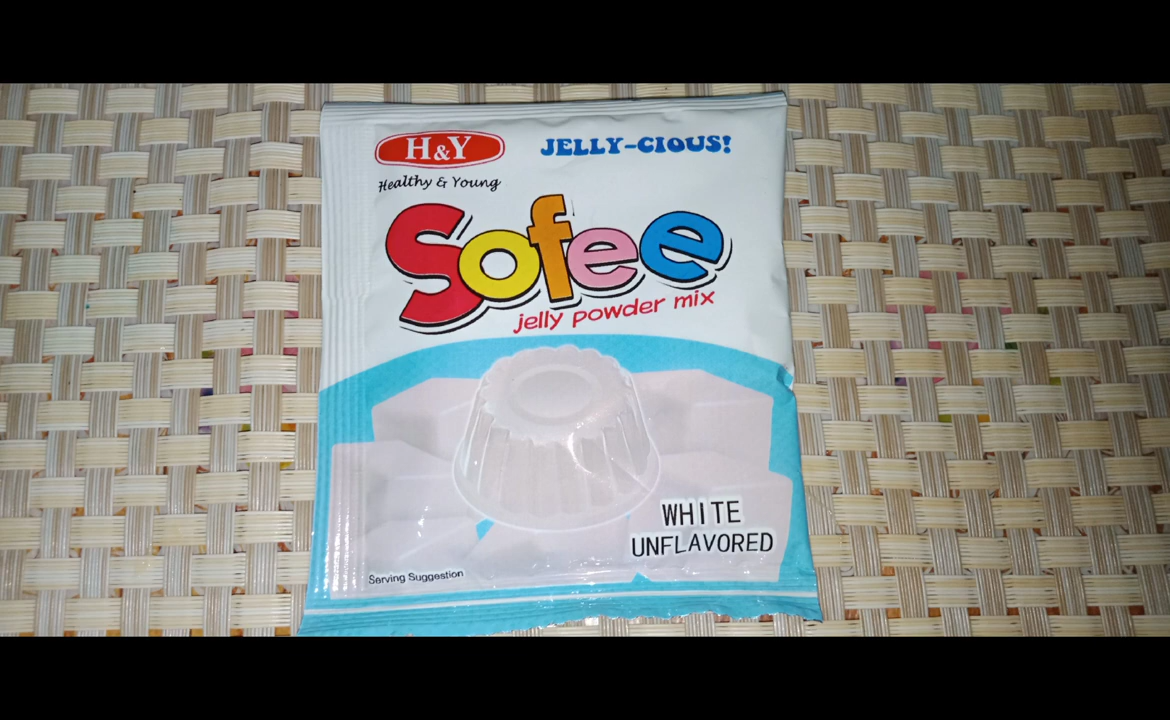 H&Y
JELLY-CIOUS!
Healthy & Young
Sofee
jelly powder mix
WHITE
UNFLAVORED
Serving Suggestion